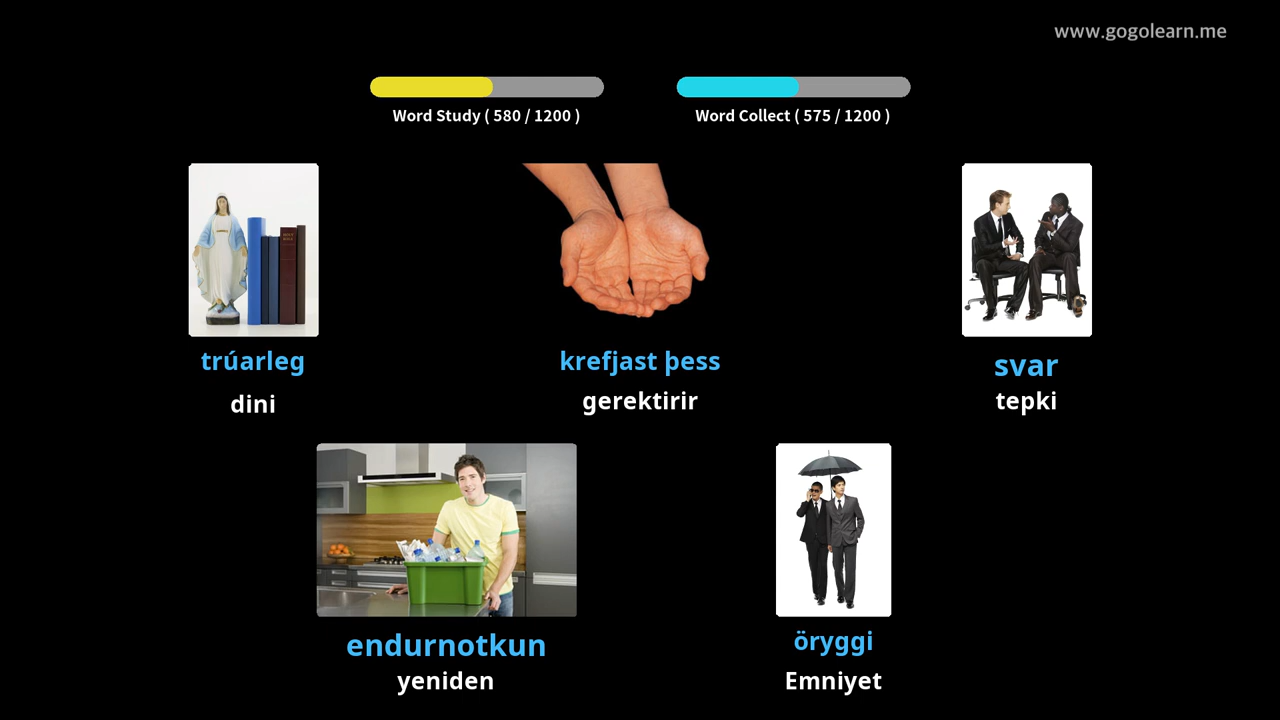 www.gogolearn.me
Word Study ( 580 / 1200 )
Word Collect ( 575 / 1200 )
trúarleg
dini
krefjast þess
gerektirir
svar
tepki
endurnotkun
yeniden
öryggi
Emniyet